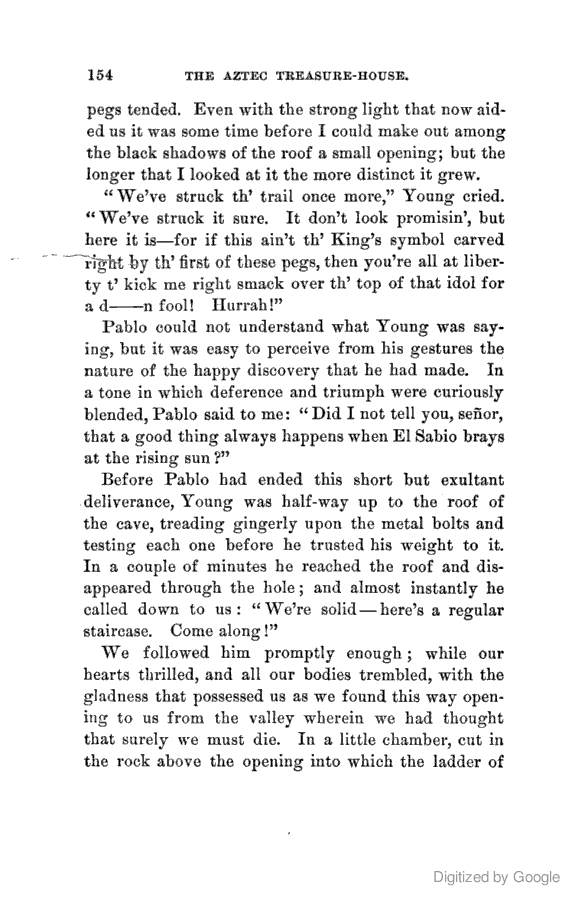 154 THE AZTEC TREASURE-HOUSE.
pegs tended. Even with the strong light that now aid-
ed us it was some time before I could make out among
the black shadows of the roof a small opening; but the
longer that I looked at it the more distinct it grew.
“We've struck th' trail once more,” Young cried.
“We've struck it sure. It don't look promisin', but
here it is—for if this ain't th' King's symbol carved
right by th' first of these pegs, then you're all at liber-
ty t' kick me right smack over th' top of that idol for
a d——n fool! Hurrah!”
Pablo could not understand what Young was say-
ing, but it was easy to perceive from his gestures the
nature of the happy discovery that he had made. In
a tone in which deference and triumph were curiously
blended, Pablo said to me: “Did I not tell you, señor,
that a good thing always happens when El Sabio brays
at the rising sun?”
Before Pablo had ended this short but exultant
deliverance, Young was half-way up to the roof of
the cave, treading gingerly upon the metal bolts and
testing each one before he trusted his weight to it.
In a couple of minutes he reached the roof and dis-
appeared through the hole; and almost instantly he
called down to us: “We're solid—here's a regular
staircase. Come along!”
We followed him promptly enough; while our
hearts thrilled, and all our bodies trembled, with the
gladness that possessed us as we found this way open-
ing to us from the valley wherein we had thought
that surely we must die. In a little chamber, cut in
the rock above the opening into which the ladder of
Digitized by Google